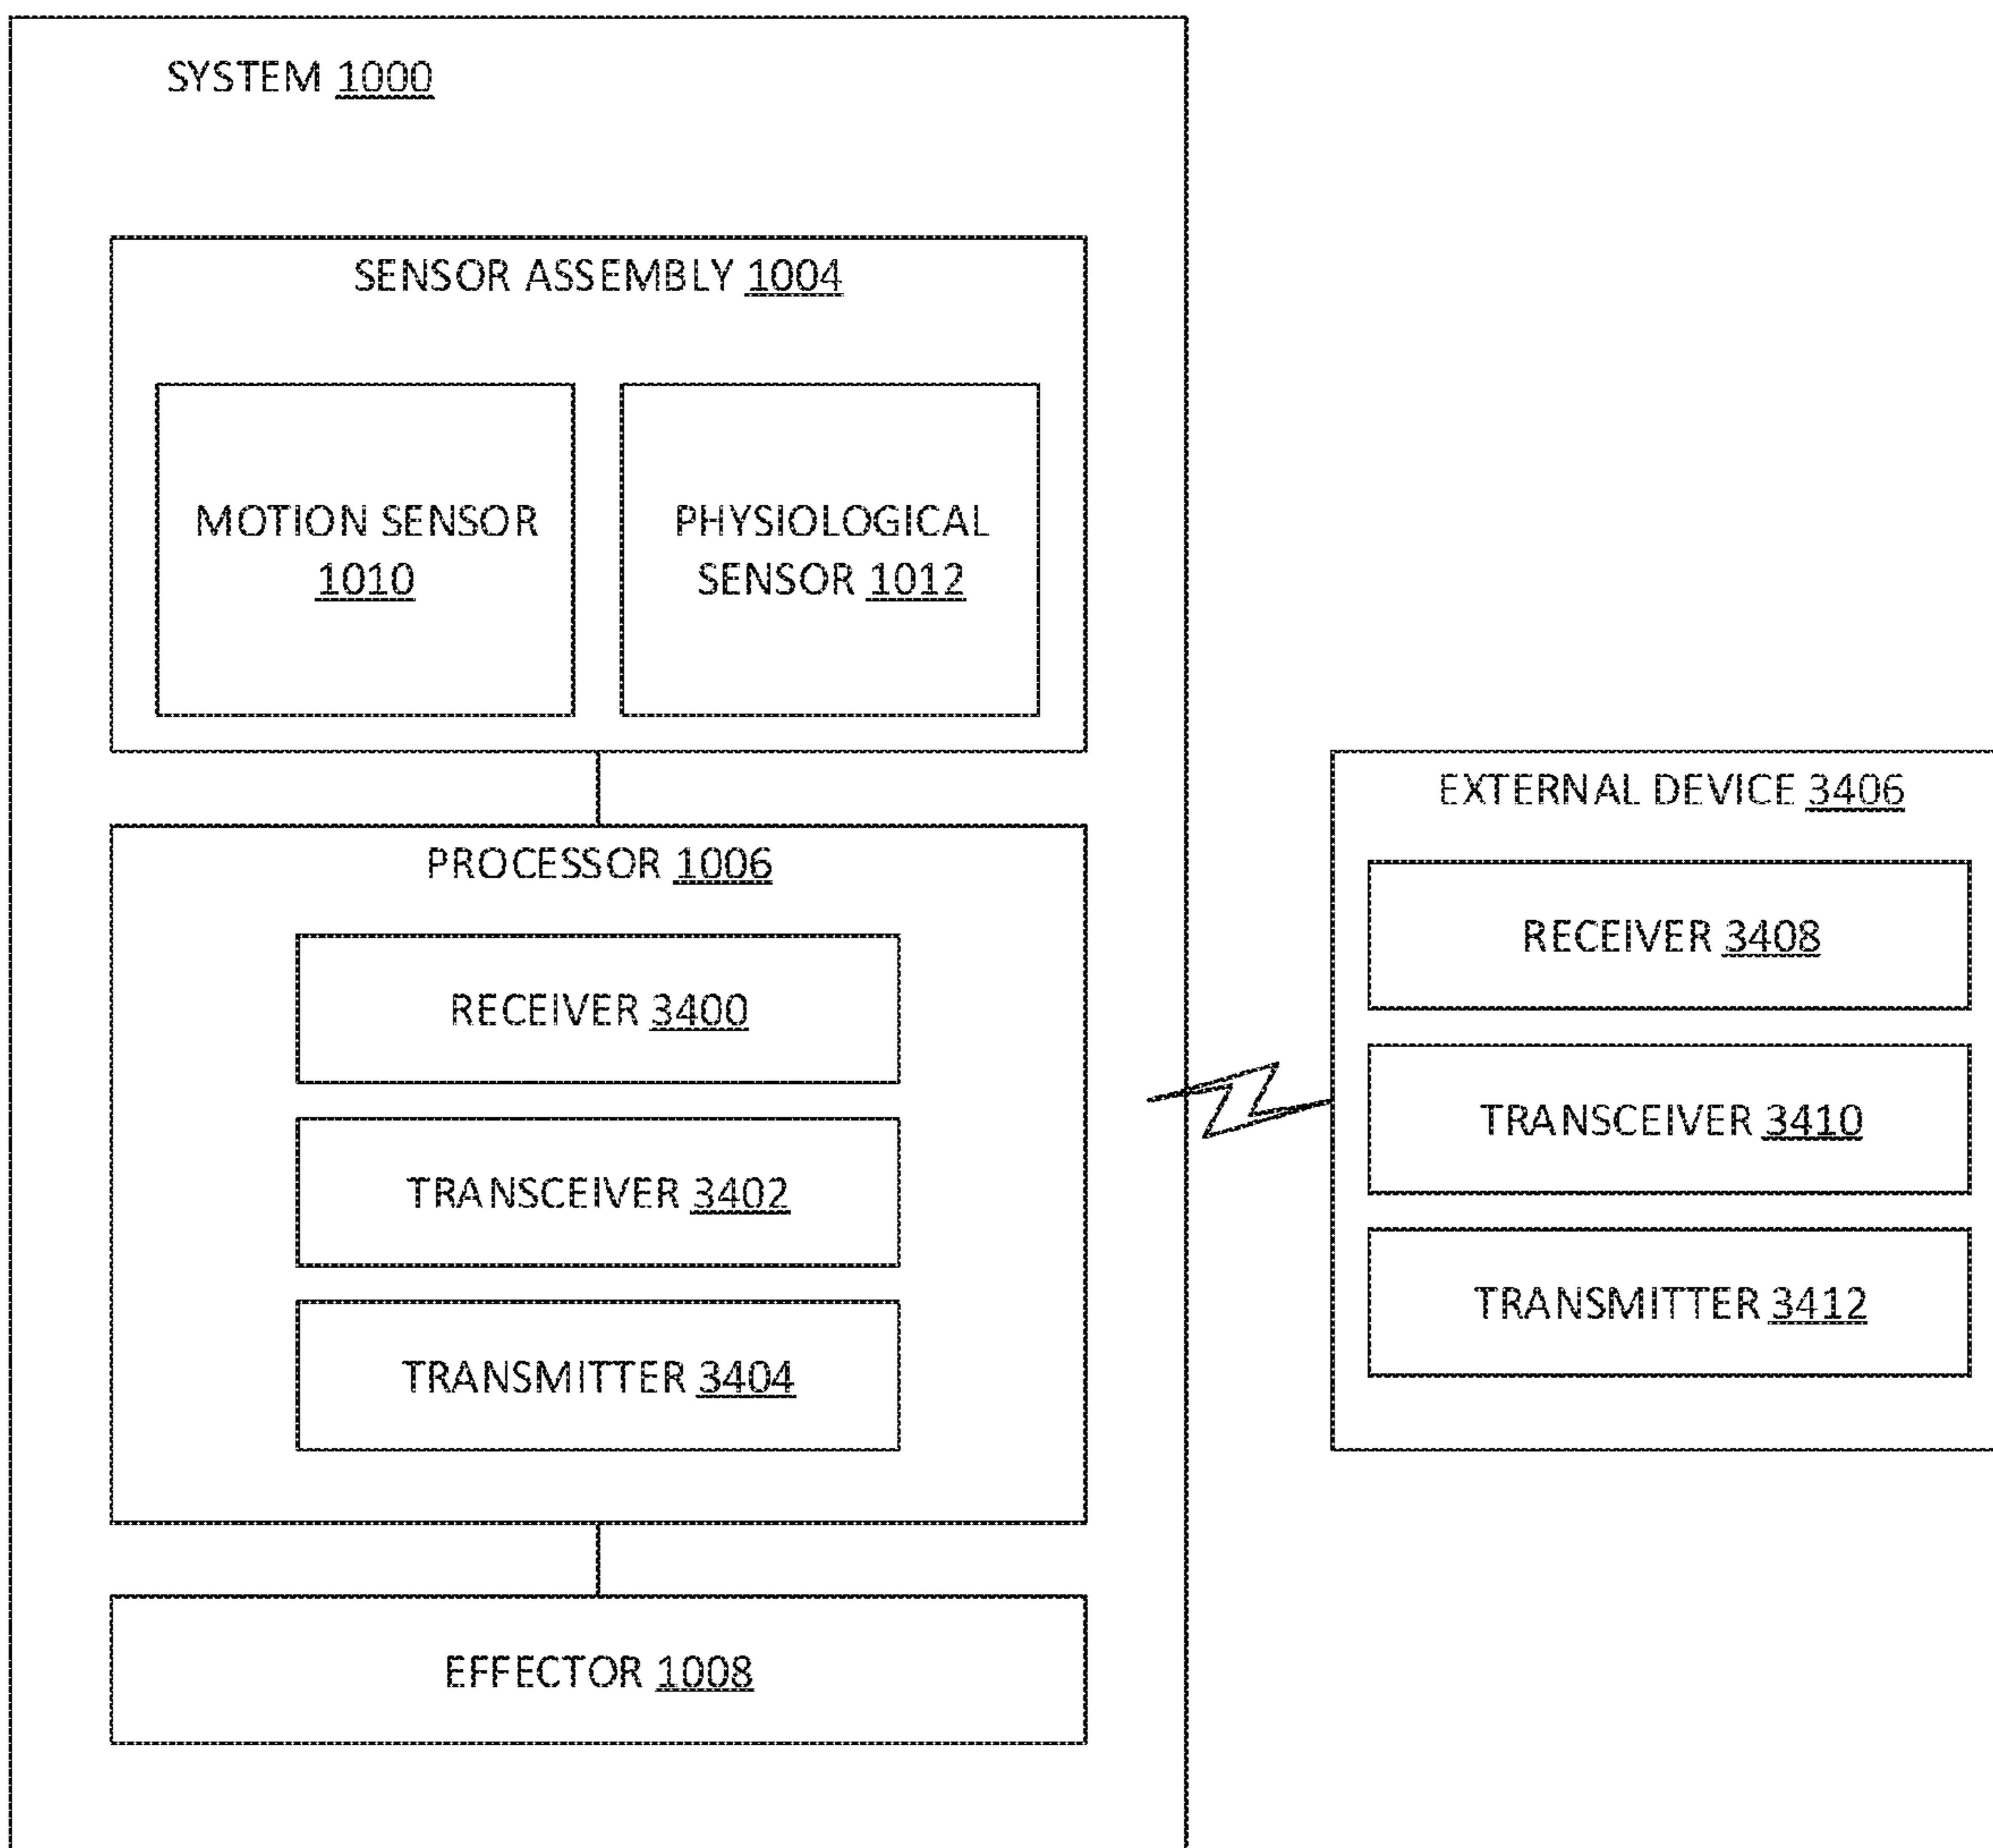 SYSTEM 1000
SENSOR ASSEMBLY 1004
MOTION SENSOR
1010
PHYSIOLOGICAL
SENSOR 1012
PROCESSOR 1006
RECEIVER 3400
TRANSCEIVER 3402
TRANSMITTER 3404
EFFECTOR 1008
EXTERNAL DEVICE 3406
RECEIVER 3408
TRANSCEIVER 3410
TRANSMITTER 3412